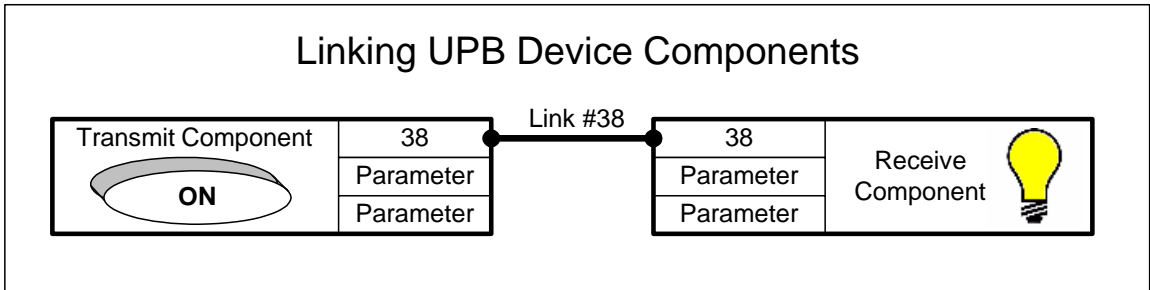 Linking UPB Device Components
Link #38
Transmit Component
ON
38
Parameter
Parameter
38
Parameter
Parameter
Receive
Component